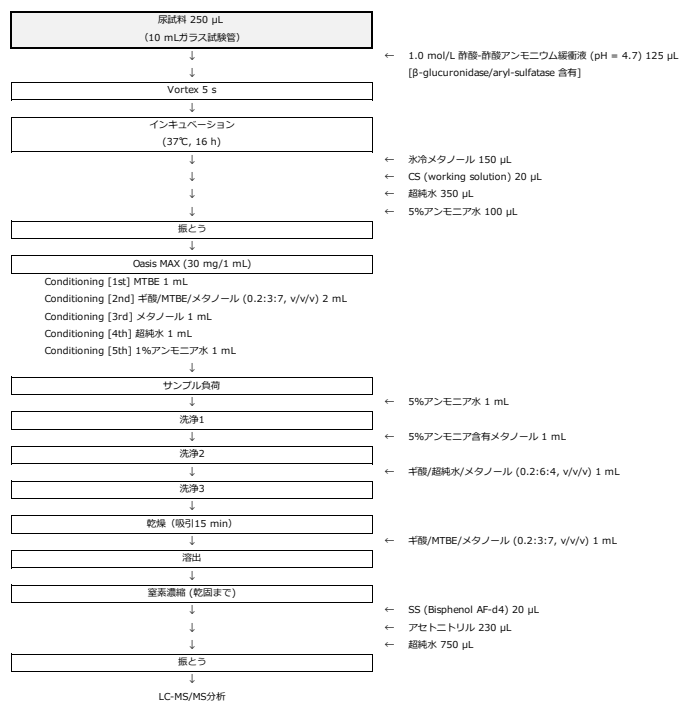 尿試料 250 µL
（10 mLガラス試験管）
↓ ← 1.0 mol/L 酢酸-酢酸アンモニウム緩衝液 (pH = 4.7) 125 µL
↓ [β-glucuronidase/aryl-sulfatase 含有]
Vortex 5 s
↓
インキュベーション
(37℃, 16 h)
↓ ← 氷冷メタノール 150 µL
↓ ← CS (working solution) 20 µL
↓ ← 超純水 350 µL
↓ ← 5%アンモニア水 100 µL
振とう
↓
Oasis MAX (30 mg/1 mL)
Conditioning [1st] MTBE 1 mL
Conditioning [2nd] ギ酸/MTBE/メタノール (0.2:3:7, v/v/v) 2 mL
Conditioning [3rd] メタノール 1 mL
Conditioning [4th] 超純水 1 mL
Conditioning [5th] 1%アンモニア水 1 mL
↓
サンプル負荷
↓ ← 5%アンモニア水 1 mL
洗浄1
↓ ← 5%アンモニア含有メタノール 1 mL
洗浄2
↓ ← ギ酸/超純水/メタノール (0.2:6:4, v/v/v) 1 mL
洗浄3
↓
乾燥（吸引15 min）
↓ ← ギ酸/MTBE/メタノール (0.2:3:7, v/v/v) 1 mL
溶出
↓
窒素濃縮 (乾固まで)
↓ ← SS (Bisphenol AF-d4) 20 µL
↓ ← アセトニトリル 230 µL
↓ ← 超純水 750 µL
振とう
↓
LC-MS/MS分析